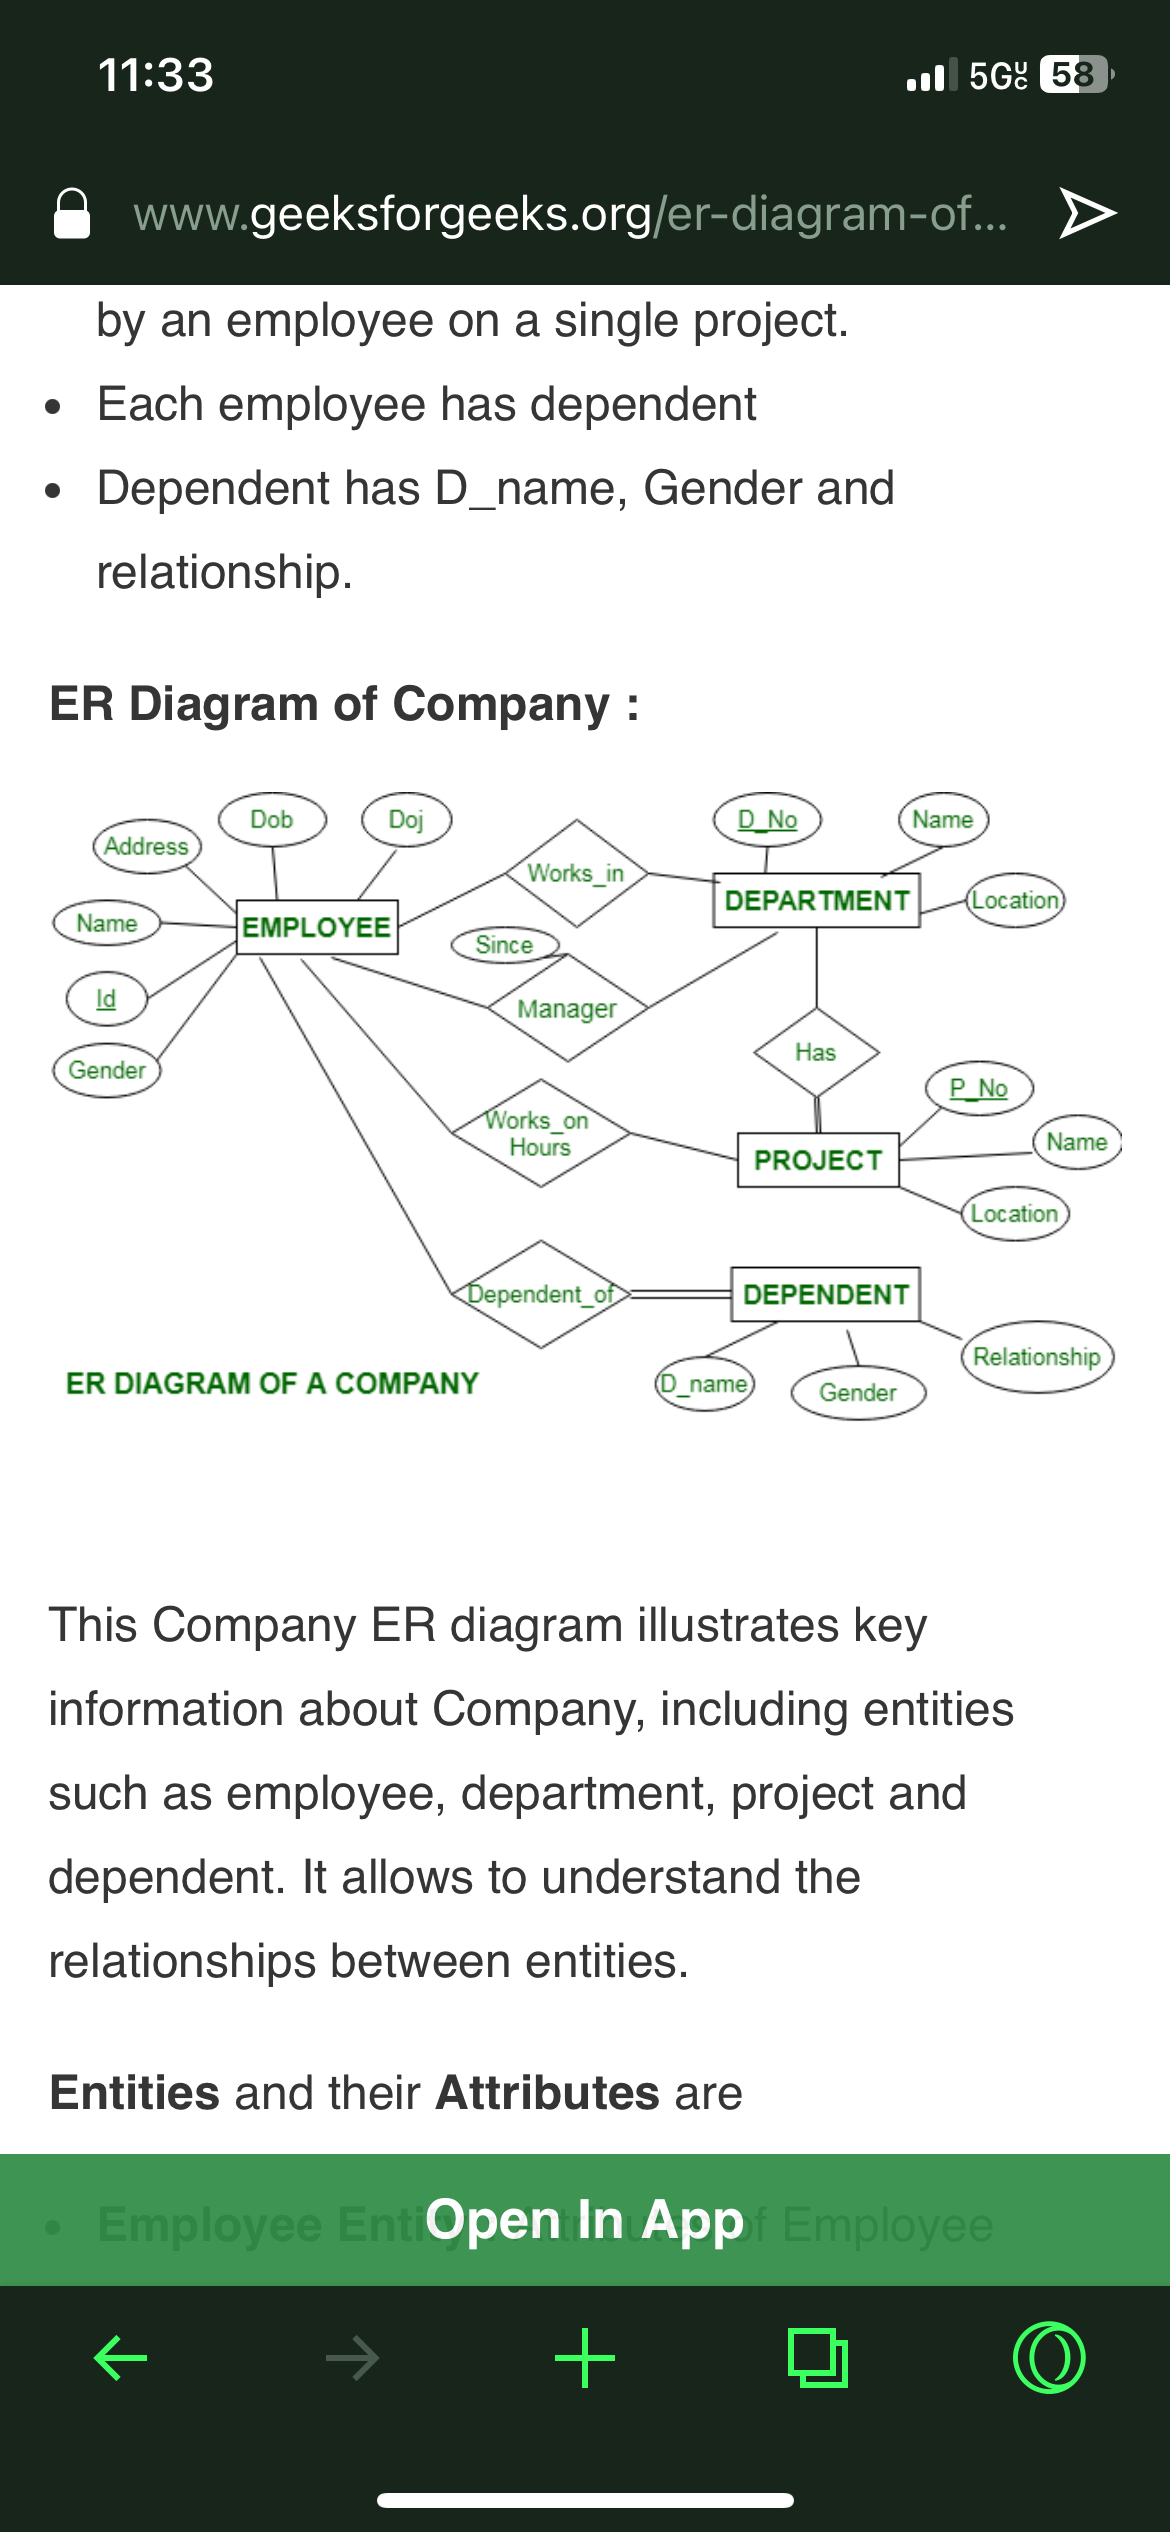 11:33
5G UC 58
www.geeksforgeeks.org/er-diagram-of...
by an employee on a single project.
• Each employee has dependent
• Dependent has D_name, Gender and
relationship.
ER Diagram of Company :
Dob
Doj
D_No
Name
Address
Works_in
DEPARTMENT
Location
Name
EMPLOYEE
Since
Id
Manager
Gender
Has
P_No
Works_on
Hours
Name
PROJECT
Location
Dependent_of
DEPENDENT
Relationship
ER DIAGRAM OF A COMPANY
D_name
Gender
This Company ER diagram illustrates key
information about Company, including entities
such as employee, department, project and
dependent. It allows to understand the
relationships between entities.
Entities and their Attributes are
• Employee Entity Attributes of Employee
Open In App